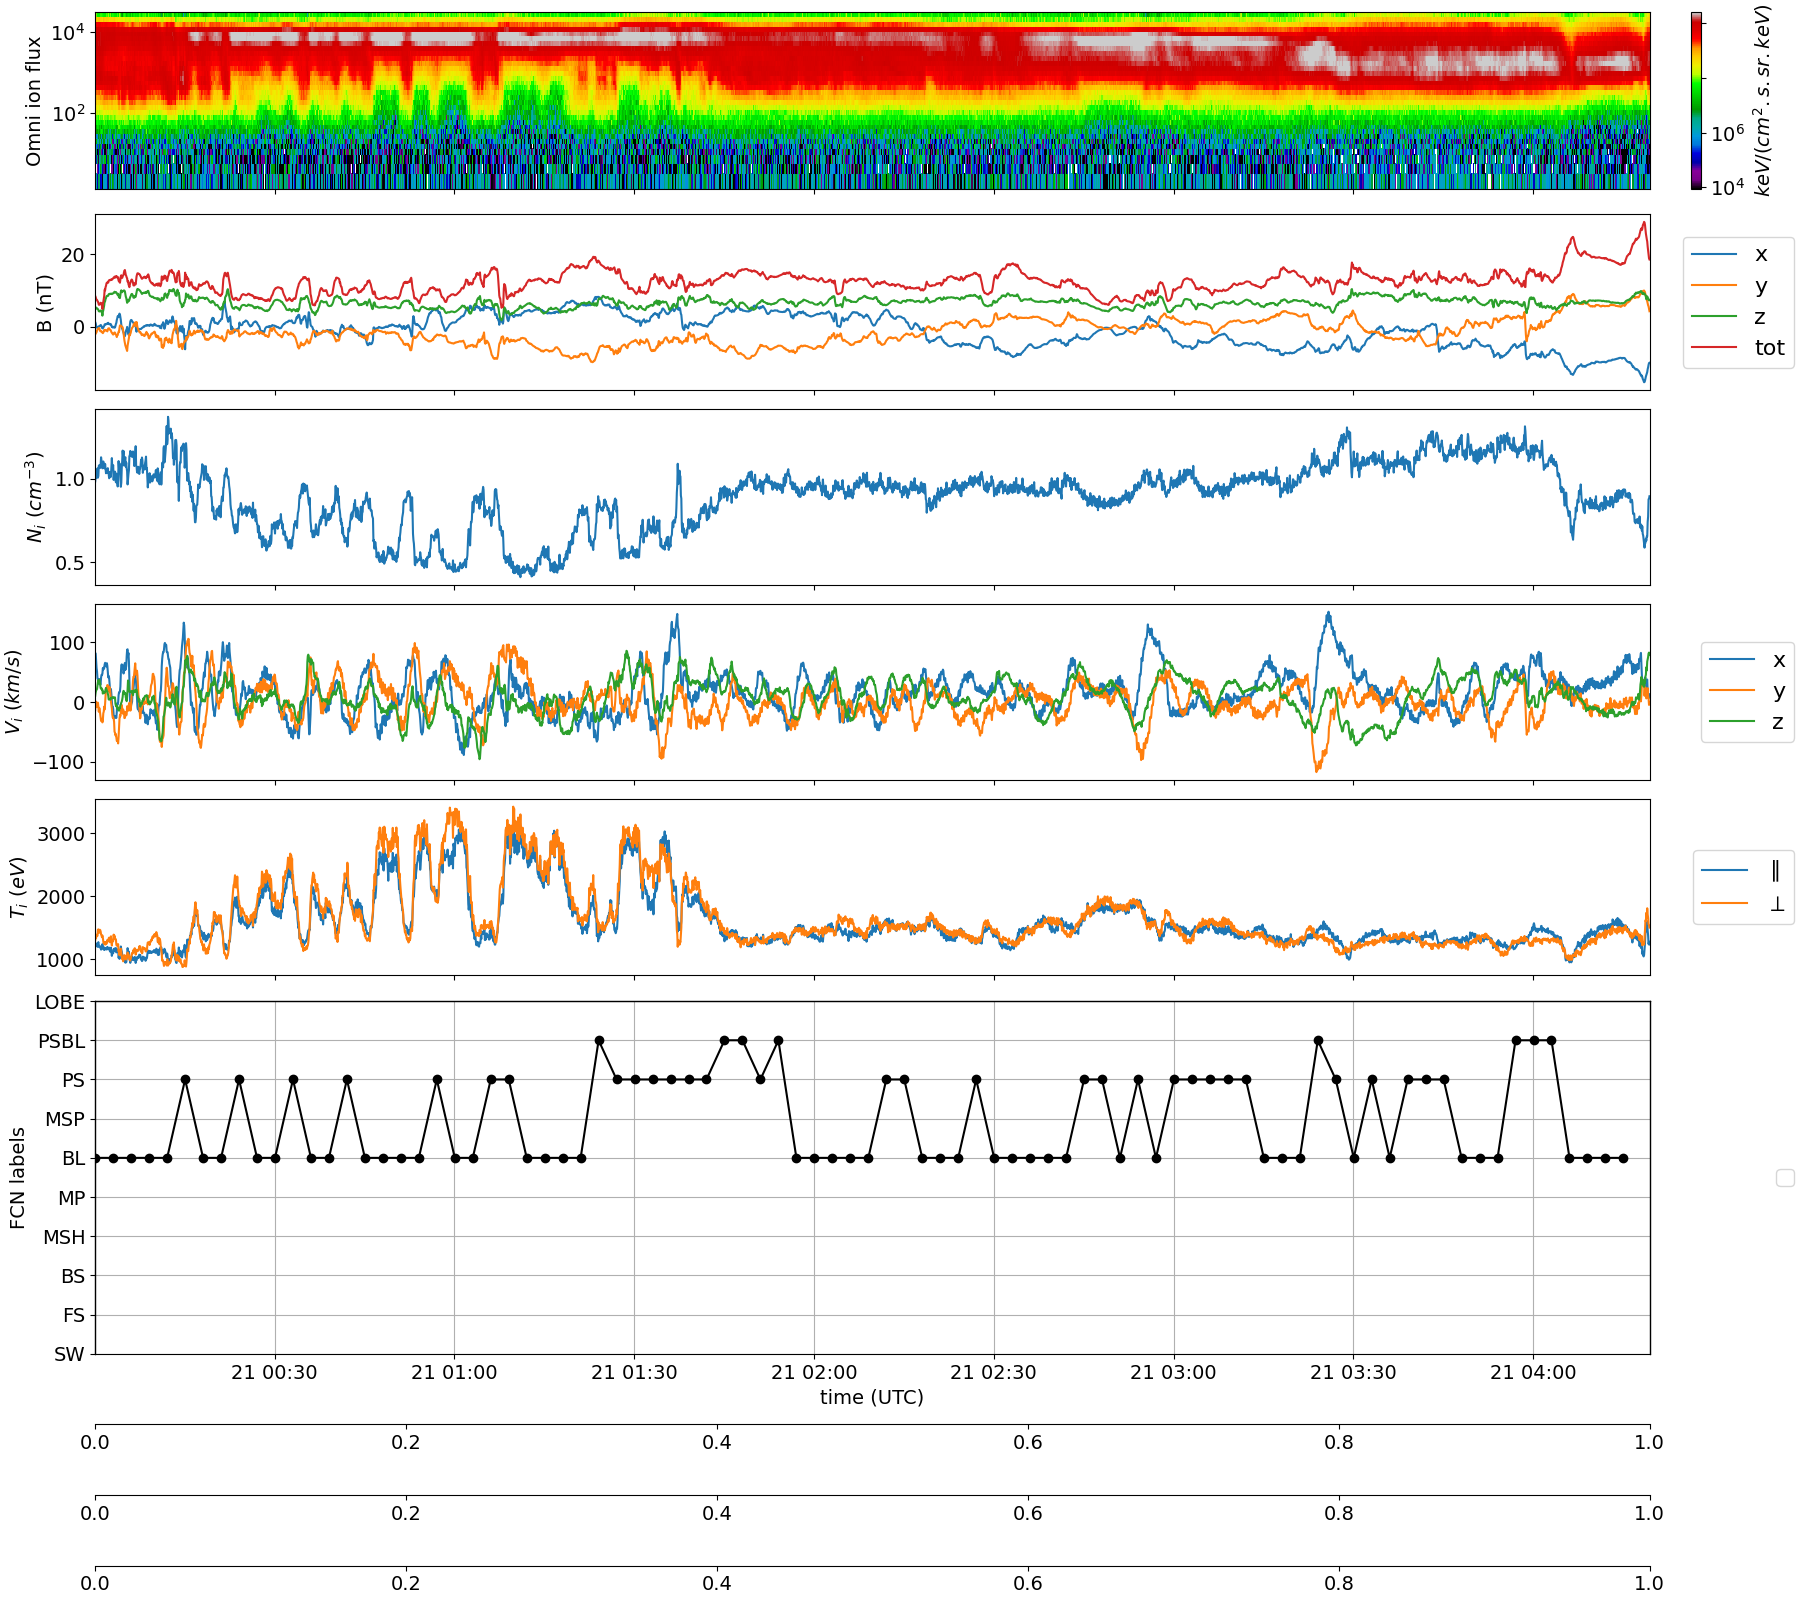 Omni ion flux
10^4
10^2
10^6
10^4
keV/(cm^2.s.sr.keV)
B (nT)
20
0
x
y
z
tot
N_i (cm^{-3})
1.0
0.5
V_i (km/s)
100
0
−100
x
y
z
T_i (eV)
3000
2000
1000
∥
⊥
FCN labels
LOBE
PSBL
PS
MSP
BL
MP
MSH
BS
FS
SW
21 00:30 21 01:00 21 01:30 21 02:00 21 02:30 21 03:00 21 03:30 21 04:00
time (UTC)
0.0 0.2 0.4 0.6 0.8 1.0
0.0 0.2 0.4 0.6 0.8 1.0
0.0 0.2 0.4 0.6 0.8 1.0